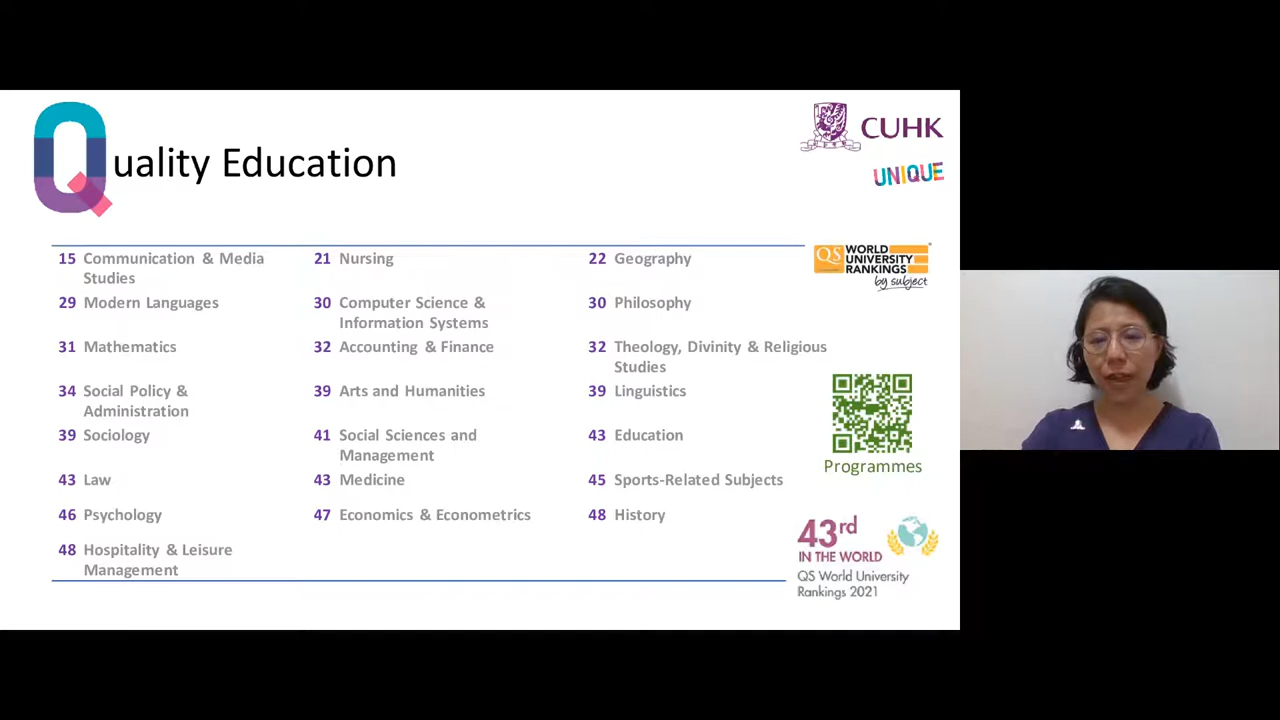 Quality Education
CUHK
UNIQUE
15 Communication & Media
Studies
21 Nursing
22 Geography
QS WORLD
UNIVERSITY
RANKINGS
by subject
29 Modern Languages
30 Computer Science &
Information Systems
30 Philosophy
31 Mathematics
32 Accounting & Finance
32 Theology, Divinity & Religious
Studies
34 Social Policy &
Administration
39 Arts and Humanities
39 Linguistics
39 Sociology
41 Social Sciences and
Management
43 Education
Programmes
43 Law
43 Medicine
45 Sports-Related Subjects
46 Psychology
47 Economics & Econometrics
48 History
48 Hospitality & Leisure
Management
43rd
IN THE WORLD
QS World University
Rankings 2021